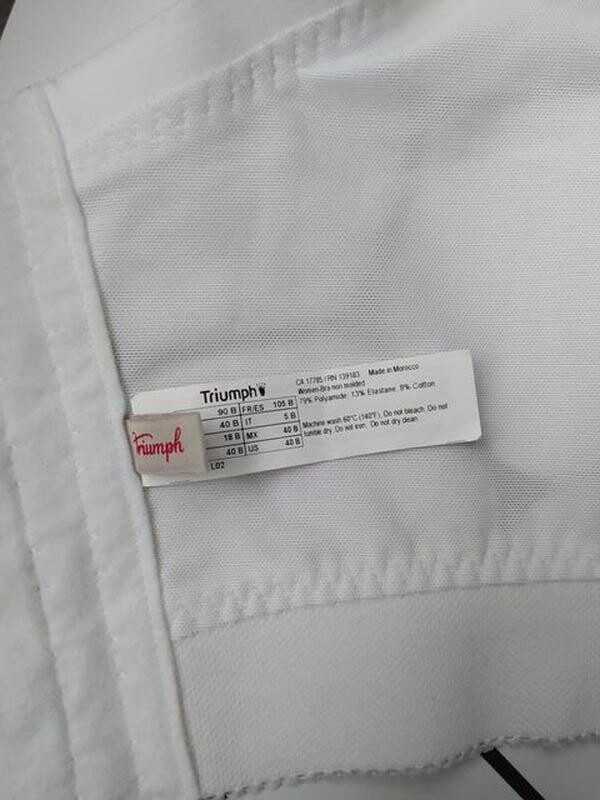 Triumph
CA 17785 / RN 139183 Made in Morocco
Women-Bra non molded
79% Polyamide, 13% Elastane, 8% Cotton
90 B FR/ES 105 B
40 B IT 5 B
18 B MX 40 B
40 B US 40 B
L02
Machine wash 60°C (140°F). Do not bleach. Do not
tumble dry. Do not iron. Do not dry clean
Triumph